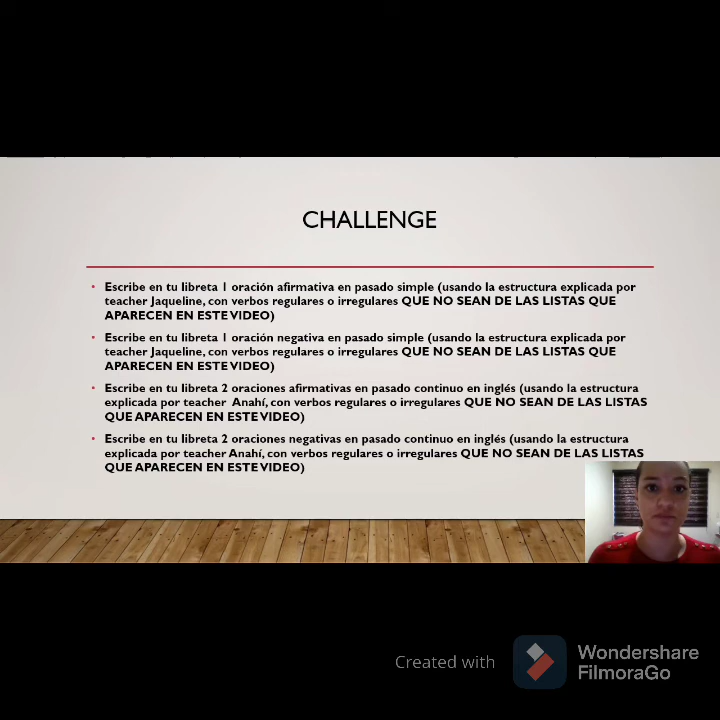 CHALLENGE
• Escribe en tu libreta 1 oración afirmativa en pasado simple (usando la estructura explicada por
teacher Jaqueline, con verbos regulares o irregulares QUE NO SEAN DE LAS LISTAS QUE
APARECEN EN ESTE VIDEO)
• Escribe en tu libreta 1 oración negativa en pasado simple (usando la estructura explicada por
teacher Jaqueline, con verbos regulares o irregulares QUE NO SEAN DE LAS LISTAS QUE
APARECEN EN ESTE VIDEO)
• Escribe en tu libreta 2 oraciones afirmativas en pasado continuo en inglés (usando la estructura
explicada por teacher Anahí, con verbos regulares o irregulares QUE NO SEAN DE LAS LISTAS
QUE APARECEN EN ESTE VIDEO)
• Escribe en tu libreta 2 oraciones negativas en pasado continuo en inglés (usando la estructura
explicada por teacher Anahí, con verbos regulares o irregulares QUE NO SEAN DE LAS LISTAS
QUE APARECEN EN ESTE VIDEO)
Created with
Wondershare
FilmoraGo